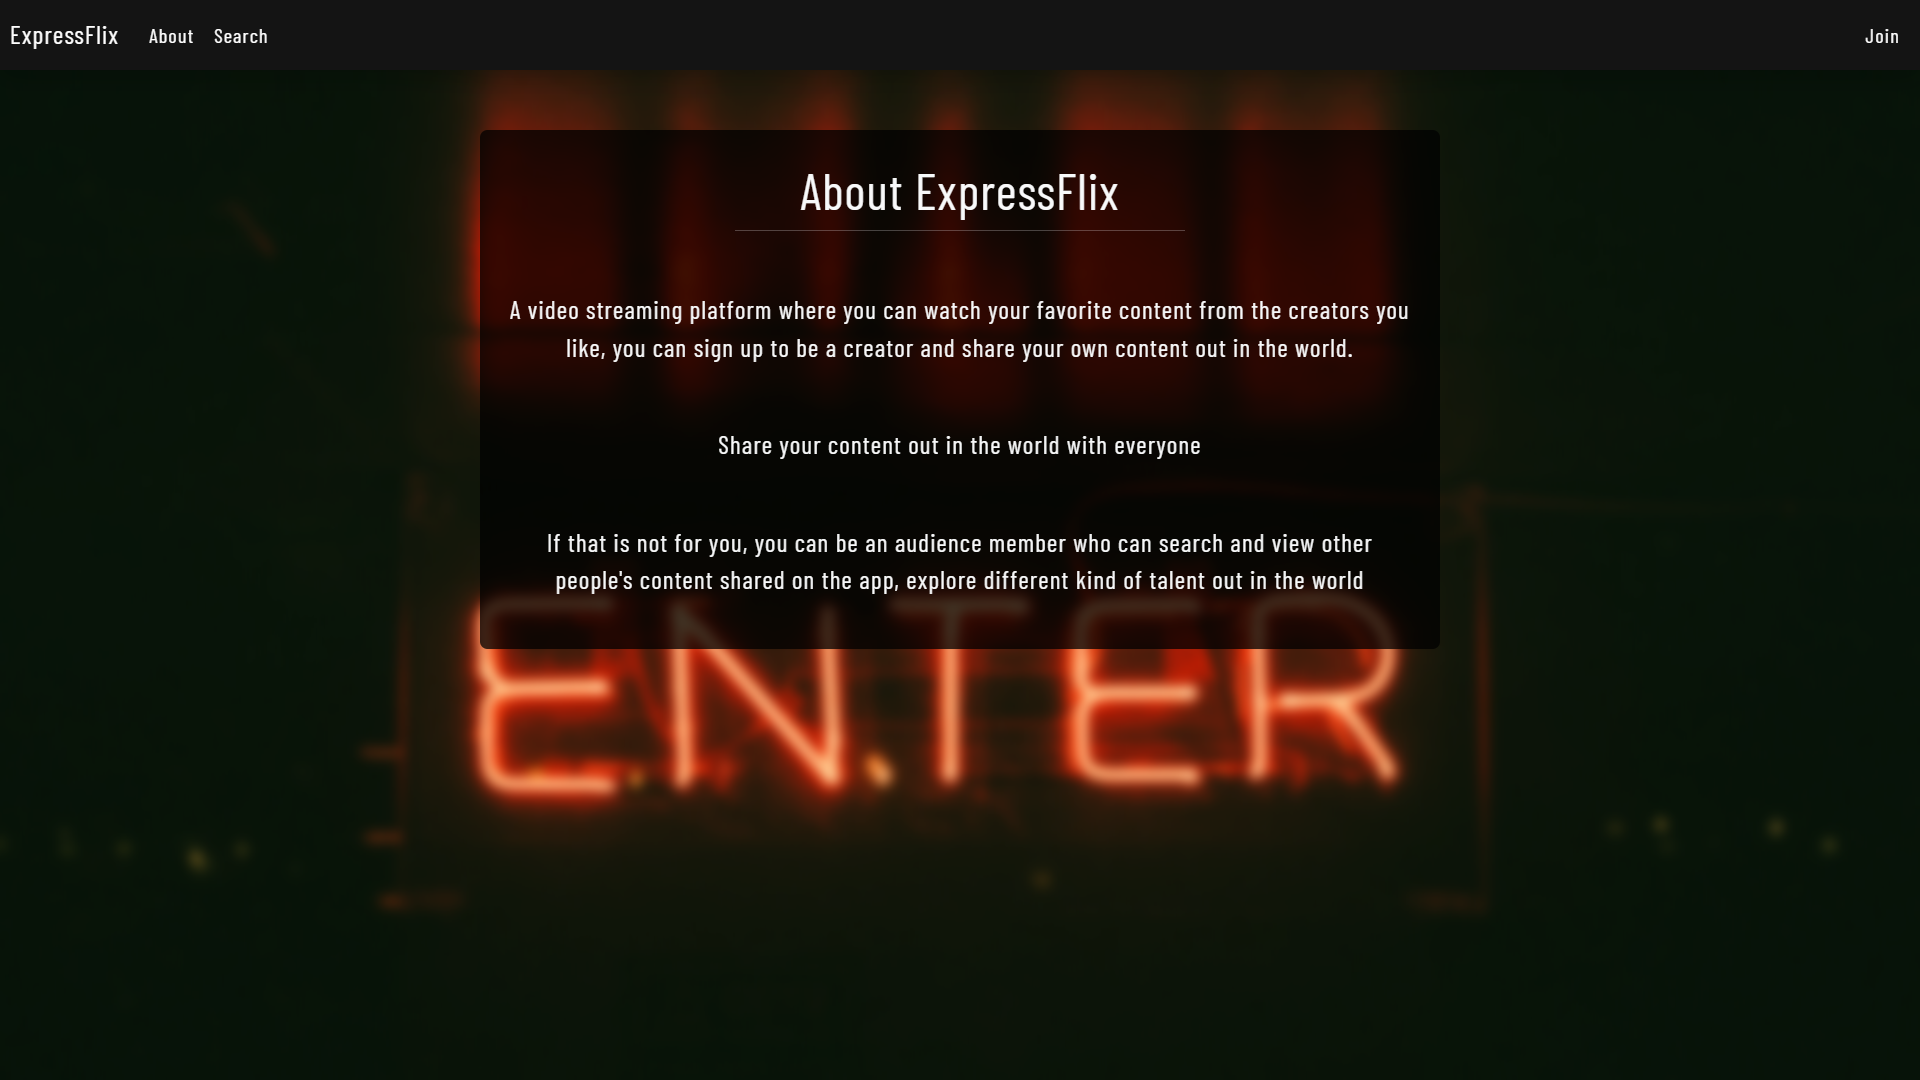 ExpressFlix About Search Join
About ExpressFlix
A video streaming platform where you can watch your favorite content from the creators you
like, you can sign up to be a creator and share your own content out in the world.
Share your content out in the world with everyone
If that is not for you, you can be an audience member who can search and view other
people's content shared on the app, explore different kind of talent out in the world
ENTER